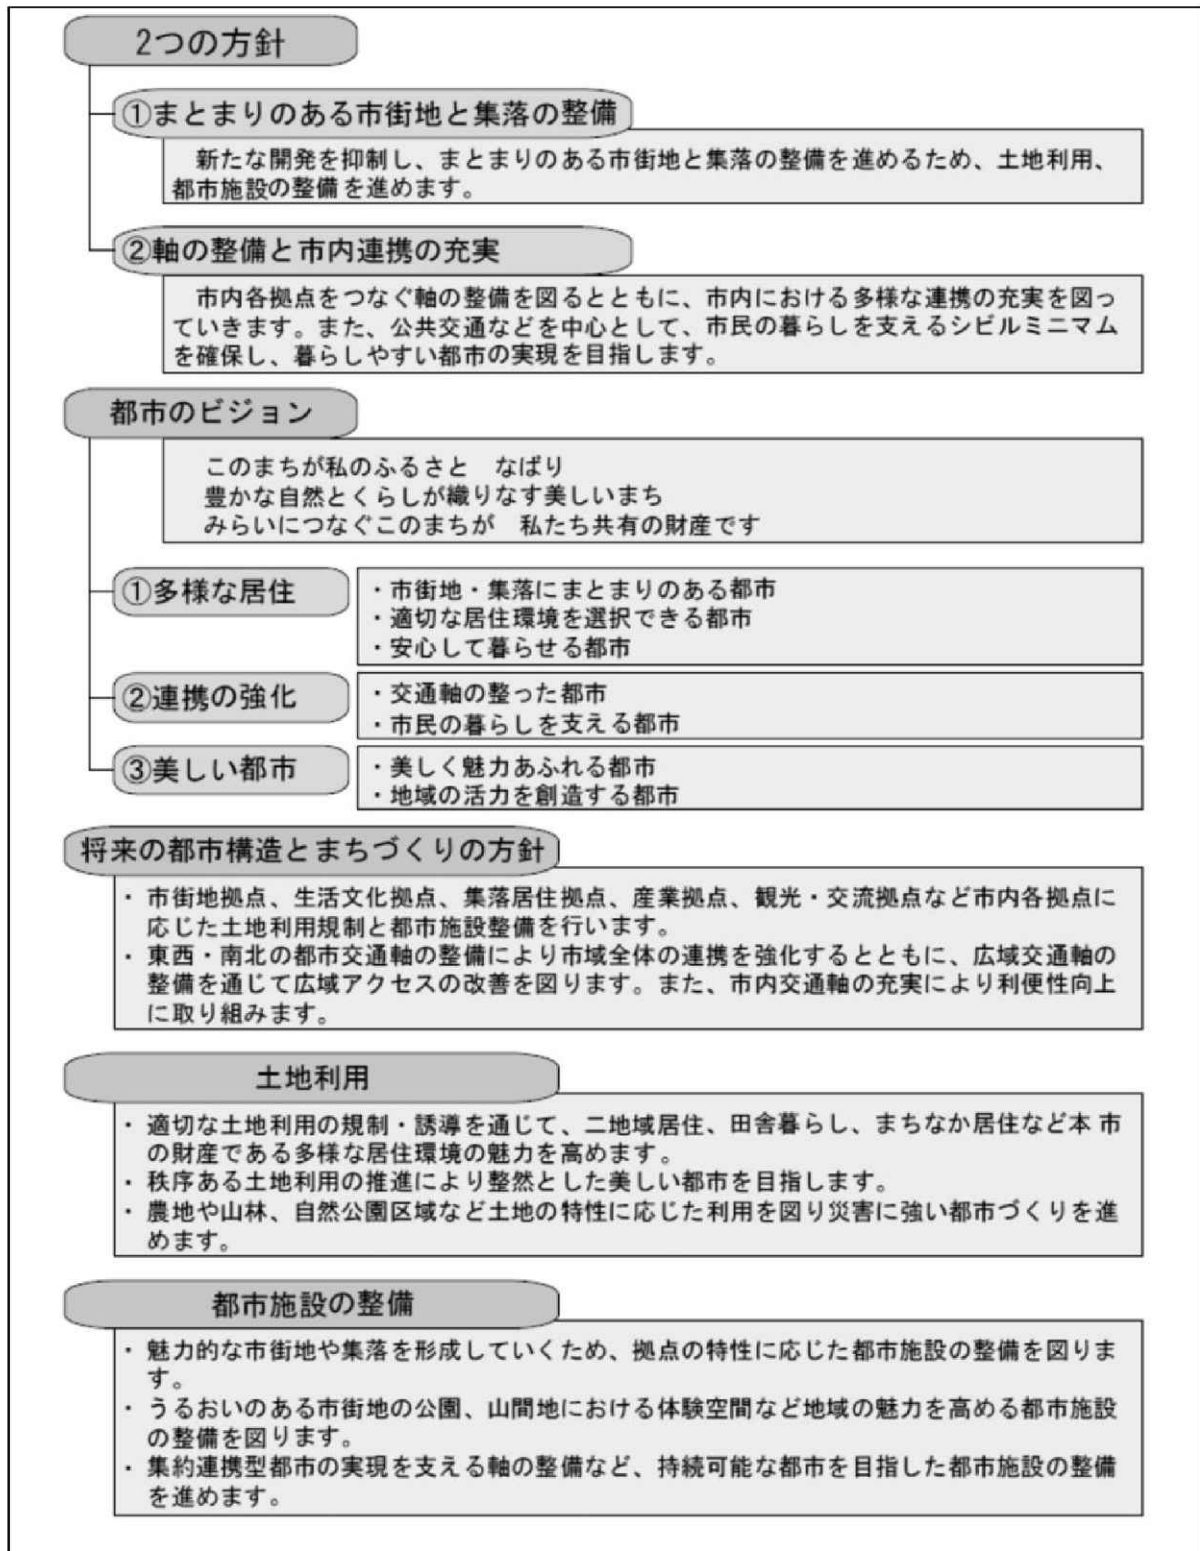 2つの方針
①まとまりのある市街地と集落の整備
新たな開発を抑制し、まとまりのある市街地と集落の整備を進めるため、土地利用、
都市施設の整備を進めます。
②軸の整備と市内連携の充実
市内各拠点をつなぐ軸の整備を図るとともに、市内における多様な連携の充実を図っ
ていきます。また、公共交通などを中心として、市民の暮らしを支えるシビルミニマム
を確保し、暮らしやすい都市の実現を目指します。
都市のビジョン
このまちが私のふるさと　なばり
豊かな自然とくらしが織りなす美しいまち
みらいにつなぐこのまちが　私たち共有の財産です
①多様な居住
・市街地・集落にまとまりのある都市
・適切な居住環境を選択できる都市
・安心して暮らせる都市
②連携の強化
・交通軸の整った都市
・市民の暮らしを支える都市
③美しい都市
・美しく魅力あふれる都市
・地域の活力を創造する都市
将来の都市構造とまちづくりの方針
・市街地拠点、生活文化拠点、集落居住拠点、産業拠点、観光・交流拠点など市内各拠点に
応じた土地利用規制と都市施設整備を行います。
・東西・南北の都市交通軸の整備により市域全体の連携を強化するとともに、広域交通軸の
整備を通じて広域アクセスの改善を図ります。また、市内交通軸の充実により利便性向上
に取り組みます。
土地利用
・適切な土地利用の規制・誘導を通じて、二地域居住、田舎暮らし、まちなか居住など本市
の財産である多様な居住環境の魅力を高めます。
・秩序ある土地利用の推進により整然とした美しい都市を目指します。
・農地や山林、自然公園区域など土地の特性に応じた利用を図り災害に強い都市づくりを進
めます。
都市施設の整備
・魅力的な市街地や集落を形成していくため、拠点の特性に応じた都市施設の整備を図りま
す。
・うるおいのある市街地の公園、山間地における体験空間など地域の魅力を高める都市施設
の整備を図ります。
・集約連携型都市の実現を支える軸の整備など、持続可能な都市を目指した都市施設の整備
を進めます。